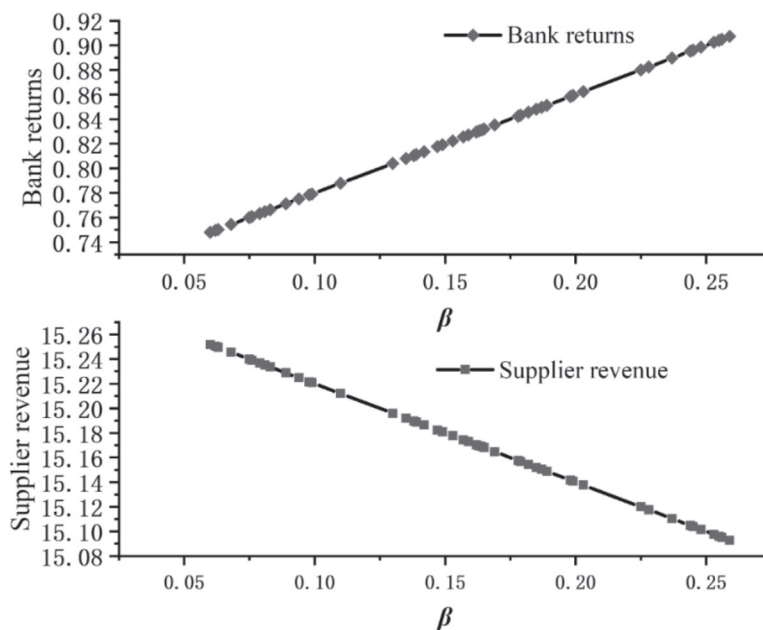 Bank returns
0.92
0.90
0.88
0.86
0.84
0.82
0.80
0.78
0.76
0.74
Bank returns
0.05 0.10 0.15 0.20 0.25
β
Supplier revenue
15.26
15.24
15.22
15.20
15.18
15.16
15.14
15.12
15.10
15.08
Supplier revenue
0.05 0.10 0.15 0.20 0.25
β